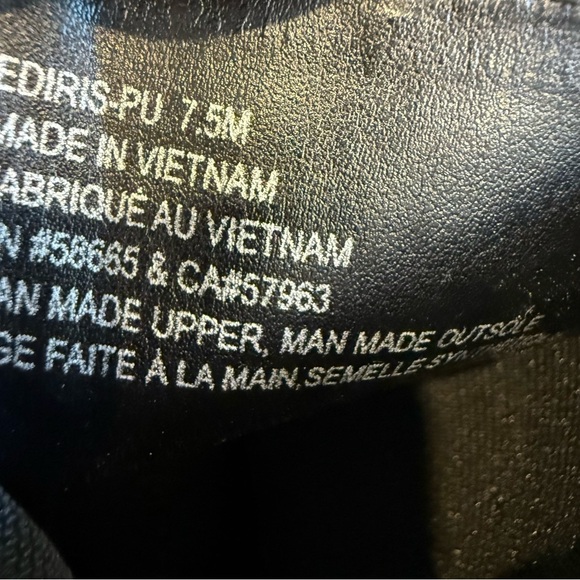 EDIRIS-PU 7.5M
MADE IN VIETNAM
FABRIQUÉ AU VIETNAM
N #58665 & CA#57963
AN MADE UPPER, MAN MADE OUTSOLE
GE FAITE À LA MAIN, SEMELLE